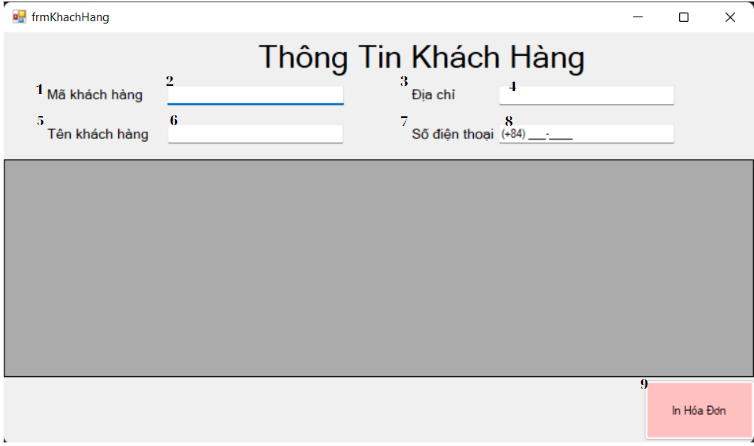 frmKhachHang
Thông Tin Khách Hàng
1 Mã khách hàng 2 3 Địa chỉ 4
5 Tên khách hàng 6 7 Số điện thoại 8 (+84) ___-____
9 In Hóa Đơn